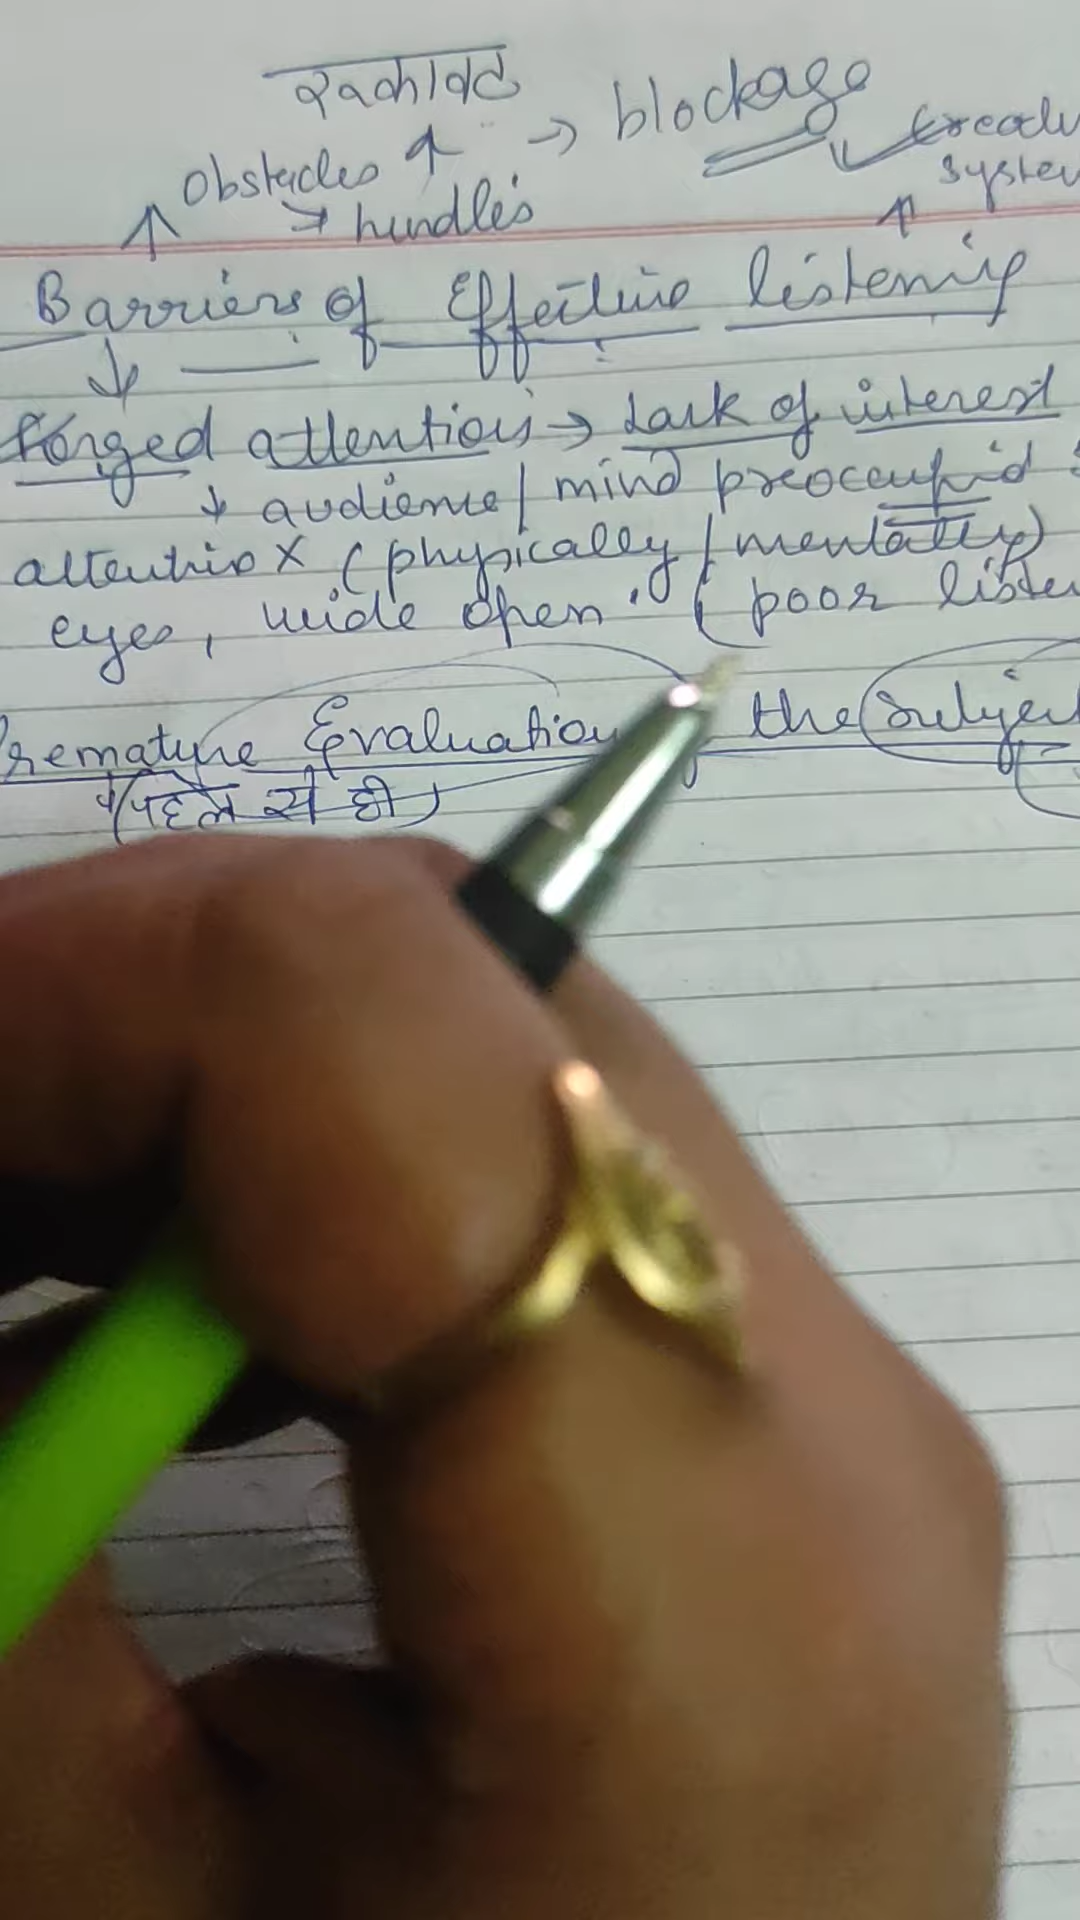 रुकावट
Obstacles ↑ → blockage
→ hundles
system
Barriers of Effective listening
Forged attention → Lack of interest
↓ audience / mind preoccupied
attention X (physically / mentally)
eyes, wide open. (poor listen
Premature Evaluation the subject
(पहले से ही)